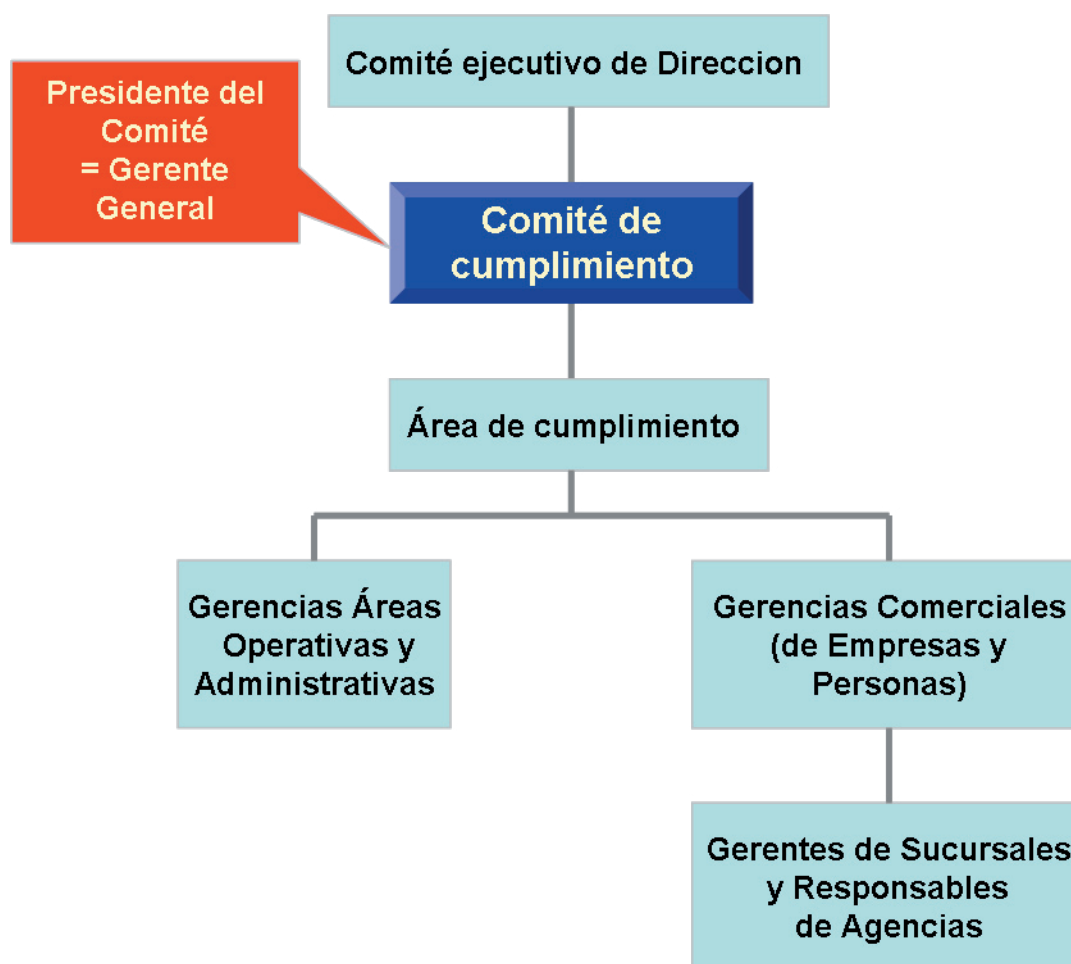 Comité ejecutivo de Direccion
Presidente del
Comité
= Gerente
General
Comité de
cumplimiento
Área de cumplimiento
Gerencias Áreas
Operativas y
Administrativas
Gerencias Comerciales
(de Empresas y
Personas)
Gerentes de Sucursales
y Responsables
de Agencias